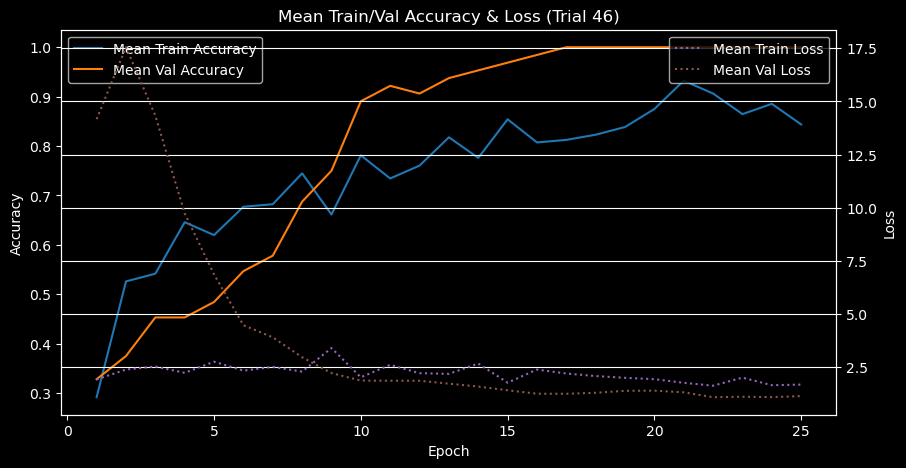 Mean Train/Val Accuracy & Loss (Trial 46)
Mean Train Accuracy
Mean Val Accuracy
Mean Train Loss
Mean Val Loss
Accuracy
1.0
0.9
0.8
0.7
0.6
0.5
0.4
0.3
17.5
15.0
12.5
10.0
7.5
5.0
2.5
Loss
0
5
10
15
20
25
Epoch